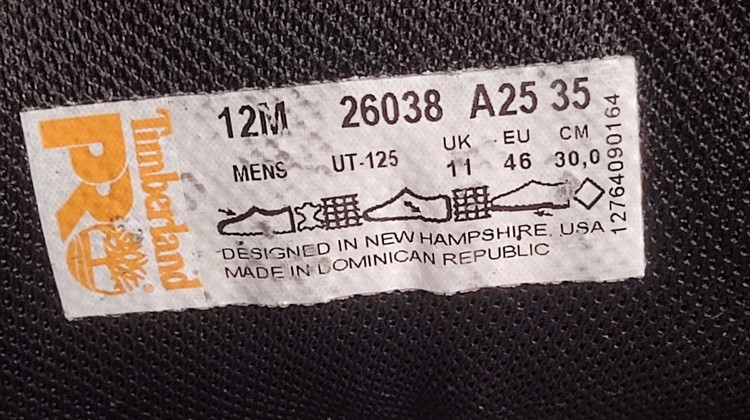 Timberland
PRO
®
12M 26038 A25 35
MENS UT-125 UK EU CM
11 46 30,0
DESIGNED IN NEW HAMPSHIRE. USA
MADE IN DOMINICAN REPUBLIC
12764090164